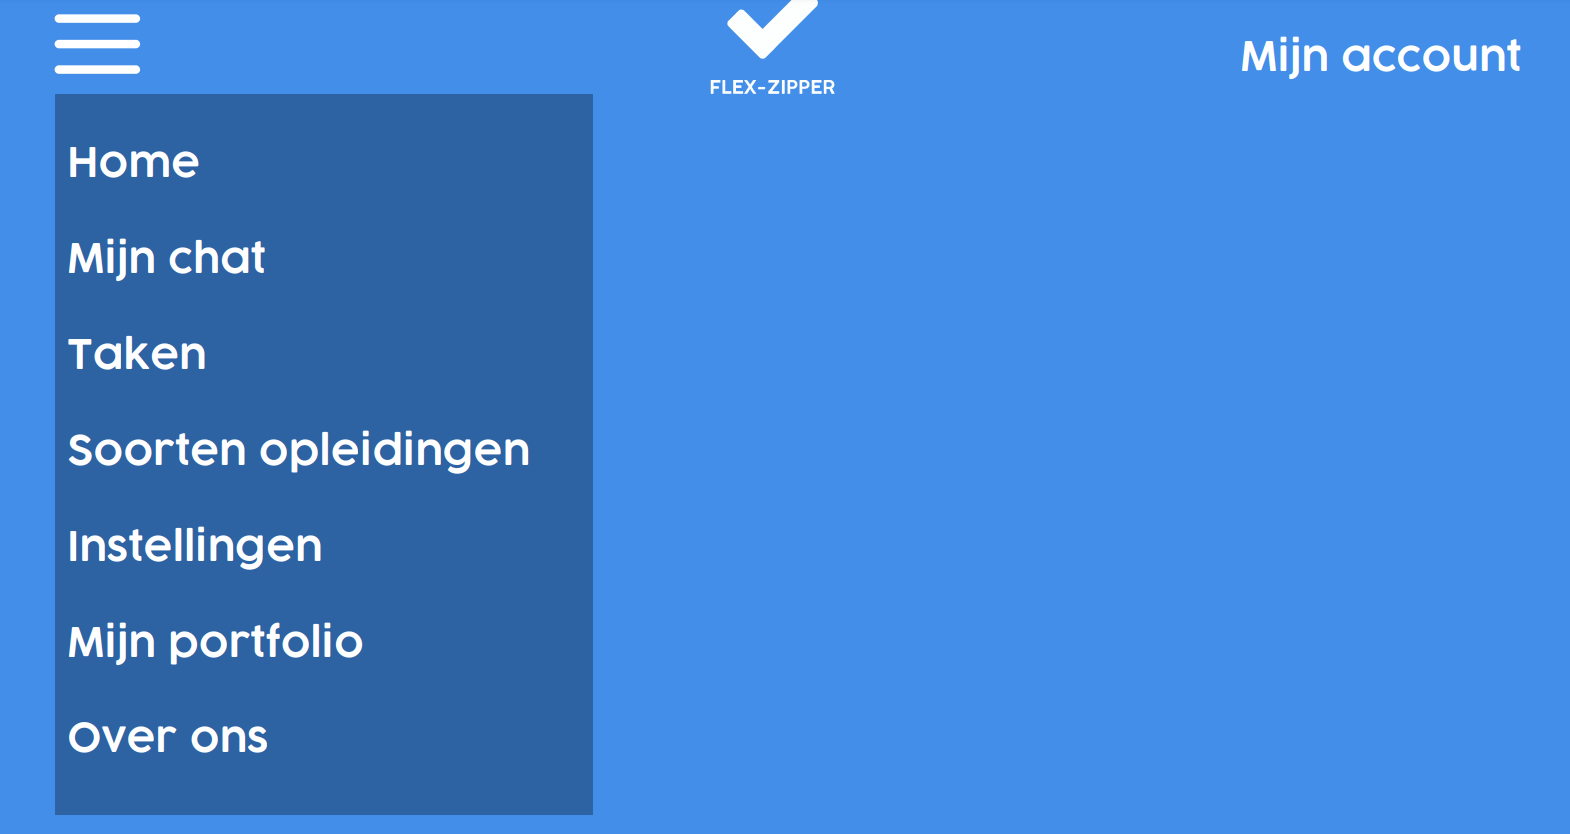 FLEX-ZIPPER
Mijn account
Home
Mijn chat
Taken
Soorten opleidingen
Instellingen
Mijn portfolio
Over ons